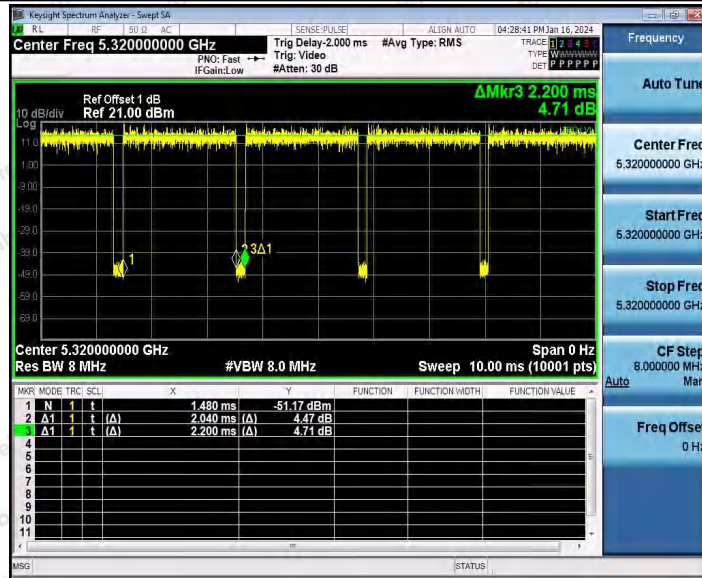 Keysight Spectrum Analyzer - Swept SA
RL RF 50 Ω AC SENSE:PULSE ALIGN AUTO 04:28:41 PM Jan 16, 2024
Center Freq 5.320000000 GHz
PNO: Fast
IFGain:Low
Trig Delay-2.000 ms
Trig: Video
#Atten: 30 dB
#Avg Type: RMS
TRACE 1 2 3 4 5 6
TYPE WWWWWW
DET P P P P P P
Frequency
Auto Tune
Center Freq
5.320000000 GHz
Start Freq
5.320000000 GHz
Stop Freq
5.320000000 GHz
CF Step
8.000000 MHz
Auto Man
Freq Offset
0 Hz
ΔMkr3 2.200 ms
4.71 dB
Ref Offset 1 dB
10 dB/div Ref 21.00 dBm
Log
11.0
1.00
-9.00
-19.0
-29.0
-39.0
-49.0
-59.0
-69.0
1
2 3Δ1
Center 5.320000000 GHz Span 0 Hz
Res BW 8 MHz #VBW 8.0 MHz Sweep 10.00 ms (10001 pts)
MKR MODE TRC SCL X Y FUNCTION FUNCTION WIDTH FUNCTION VALUE
1 N 1 t 1.480 ms -51.17 dBm
2 Δ1 1 t (Δ) 2.040 ms (Δ) 4.47 dB
3 Δ1 1 t (Δ) 2.200 ms (Δ) 4.71 dB
4
5
6
7
8
9
10
11
MSG STATUS